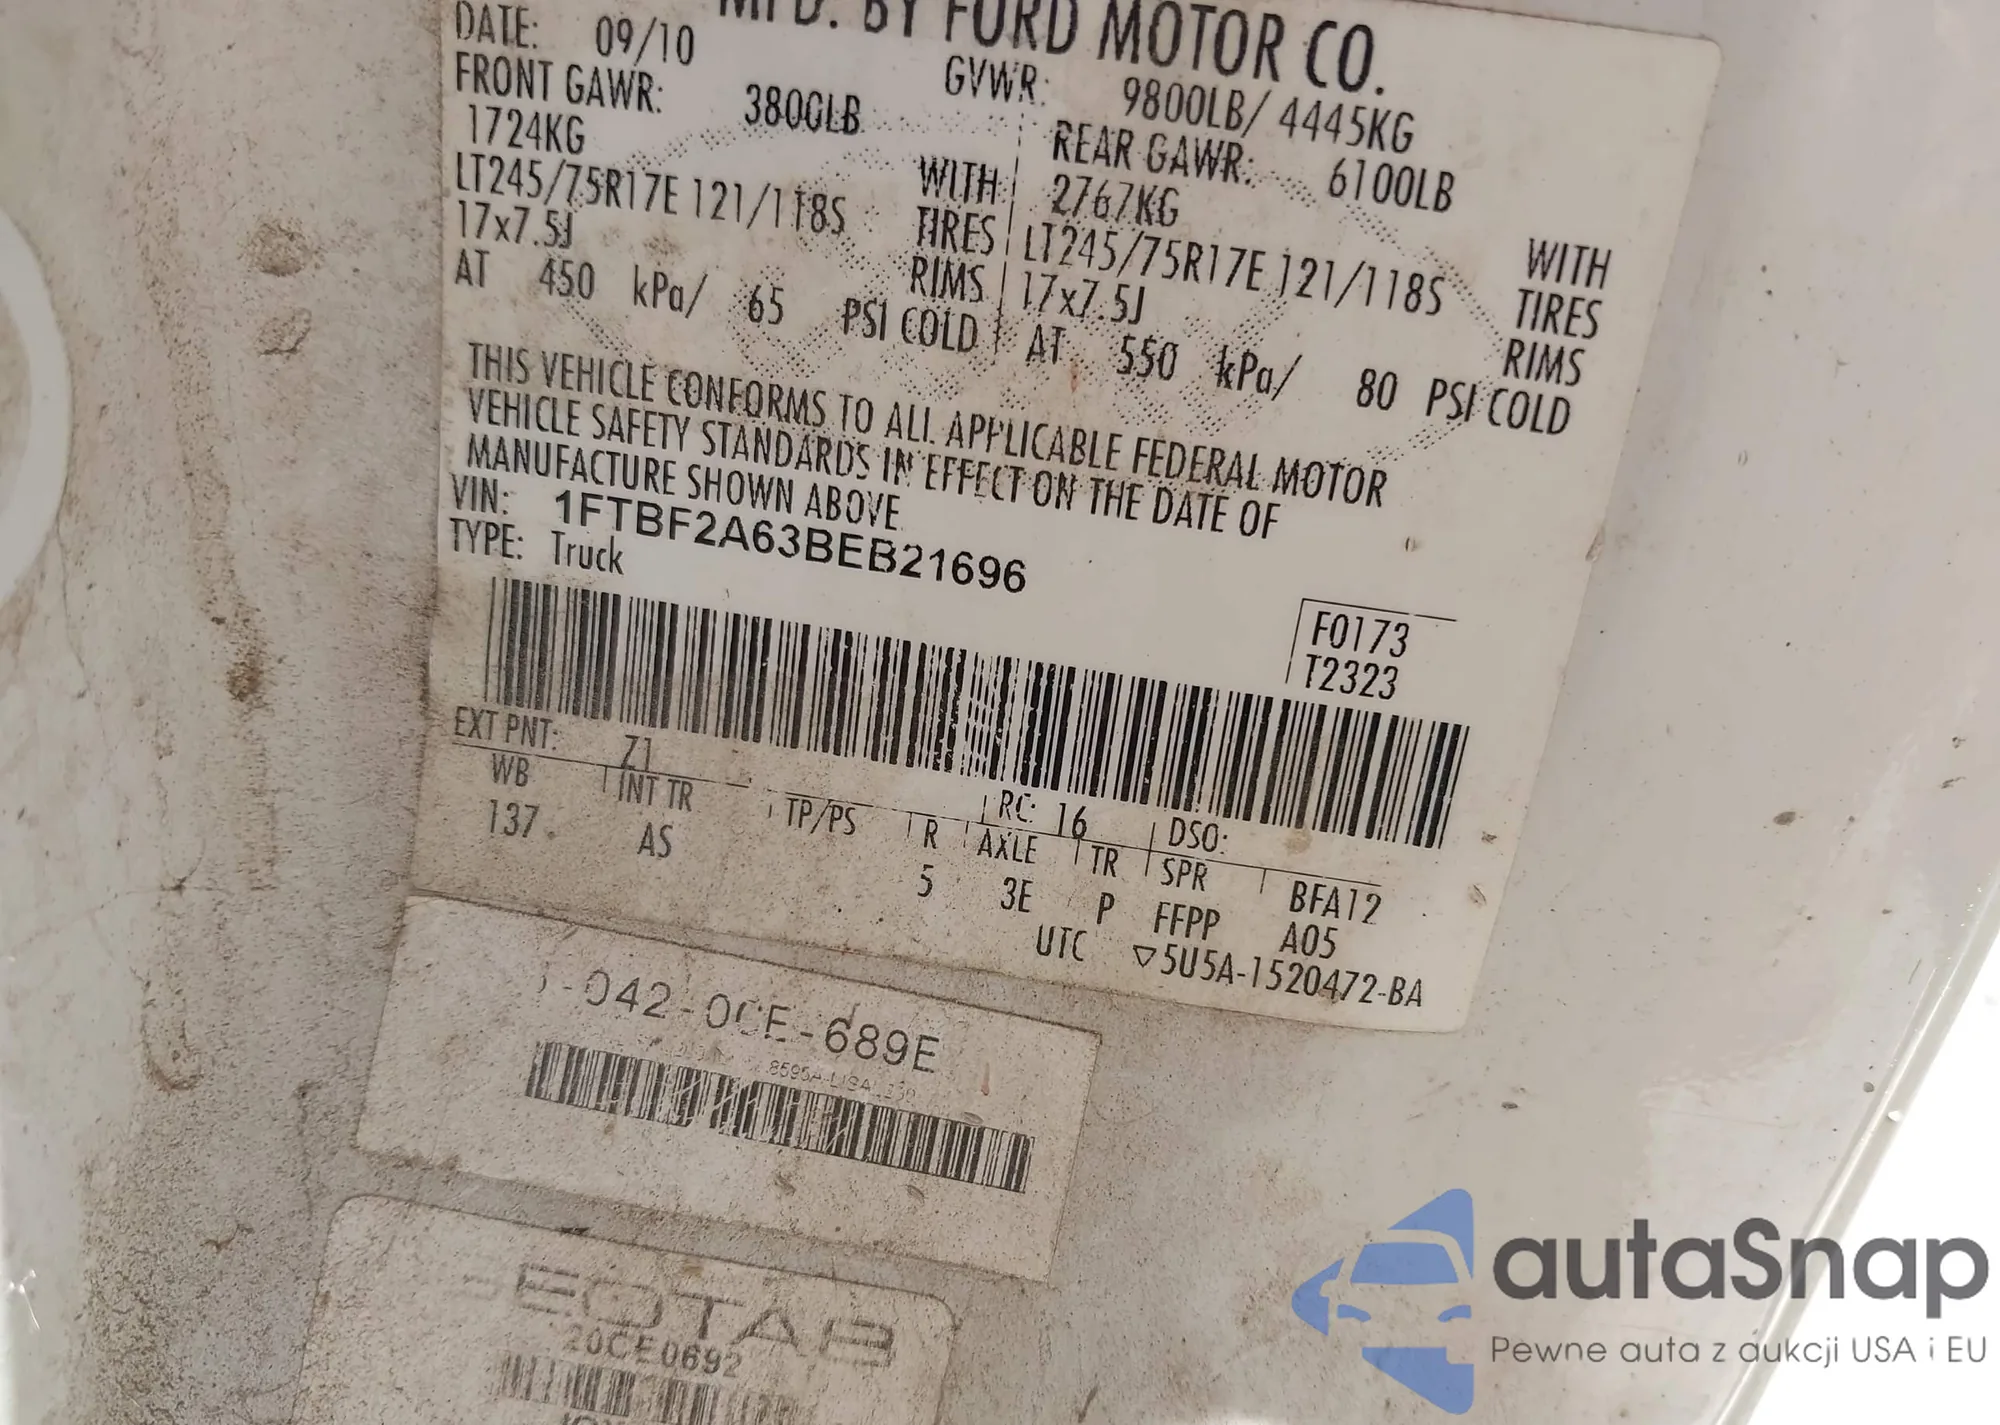 MFD. BY FORD MOTOR CO.
DATE: 09/10 GVWR: 9800LB/ 4445KG
FRONT GAWR: 3800LB REAR GAWR: 6100LB
1724KG WITH 2767KG WITH
LT245/75R17E 121/118S TIRES LT245/75R17E 121/118S TIRES
17x7.5J RIMS 17x7.5J RIMS
AT 450 kPa/ 65 PSI COLD AT 550 kPa/ 80 PSI COLD
THIS VEHICLE CONFORMS TO ALL APPLICABLE FEDERAL MOTOR
VEHICLE SAFETY STANDARDS IN EFFECT ON THE DATE OF
MANUFACTURE SHOWN ABOVE
VIN: 1FTBF2A63BEB21696
TYPE: Truck
F0173
T2323
EXT PNT: Z1 RC: 16 DSO:
WB INT TR TP/PS R AXLE TR SPR BFA12
137 AS 5 3E P FFPP A05
UTC ▽5U5A-1520472-BA
-042-0CE-689E
GEOTAB
20CE0692
autaSnap
Pewne auta z aukcji USA i EU